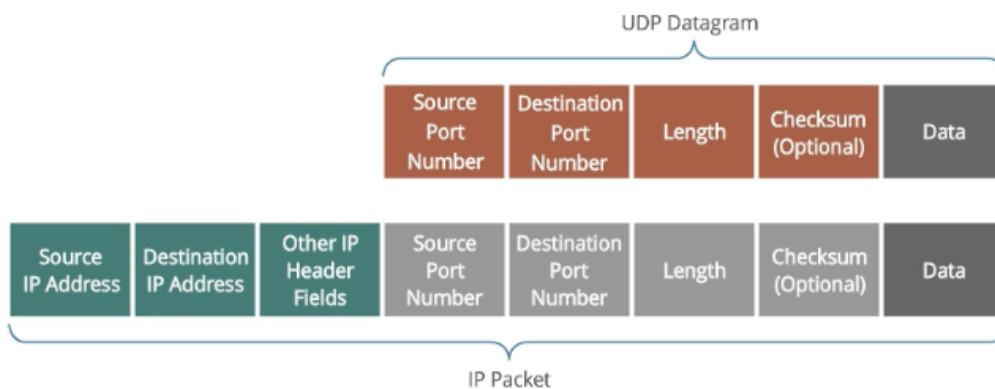 UDP Datagram
Source
Port
Number
Destination
Port
Number
Length
Checksum
(Optional)
Data
Source
IP Address
Destination
IP Address
Other IP
Header
Fields
Source
Port
Number
Destination
Port
Number
Length
Checksum
(Optional)
Data
IP Packet